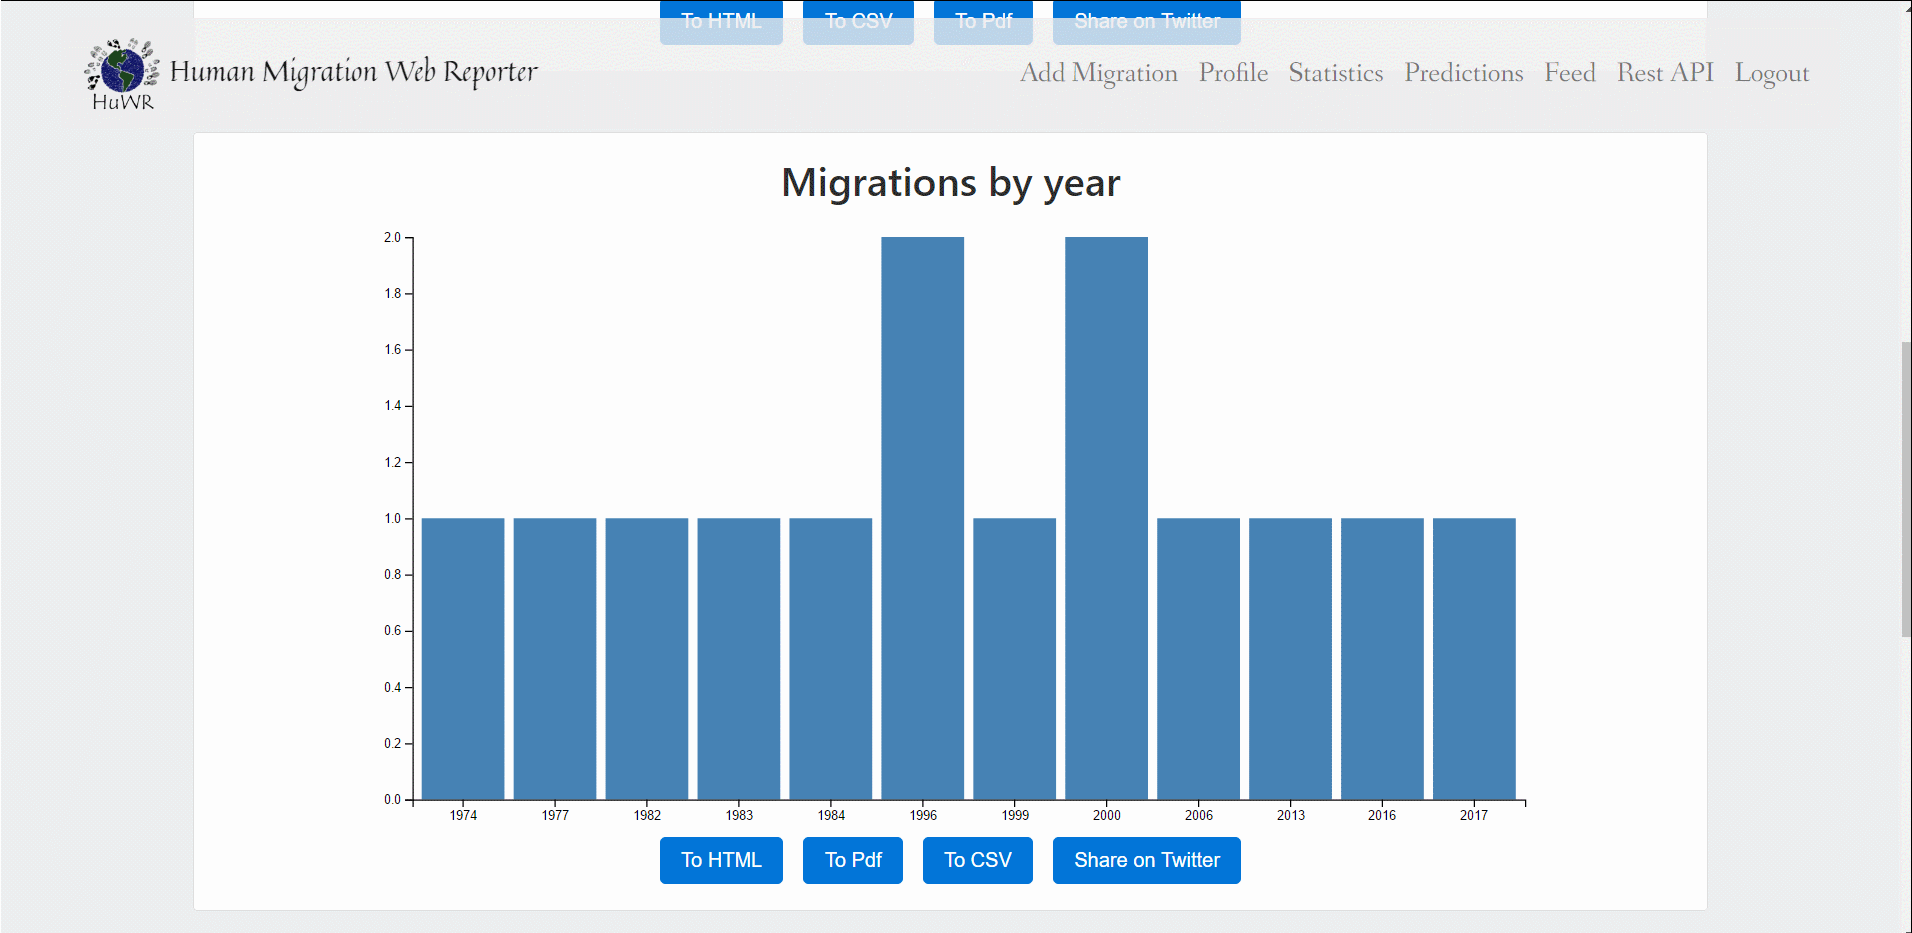 To HTML To CSV To Pdf Share on Twitter
HuWR Human Migration Web Reporter Add Migration Profile Statistics Predictions Feed Rest API Logout
Migrations by year
2.0
1.8
1.6
1.4
1.2
1.0
0.8
0.6
0.4
0.2
0.0
1974 1977 1982 1983 1984 1996 1999 2000 2006 2013 2016 2017
To HTML To Pdf To CSV Share on Twitter